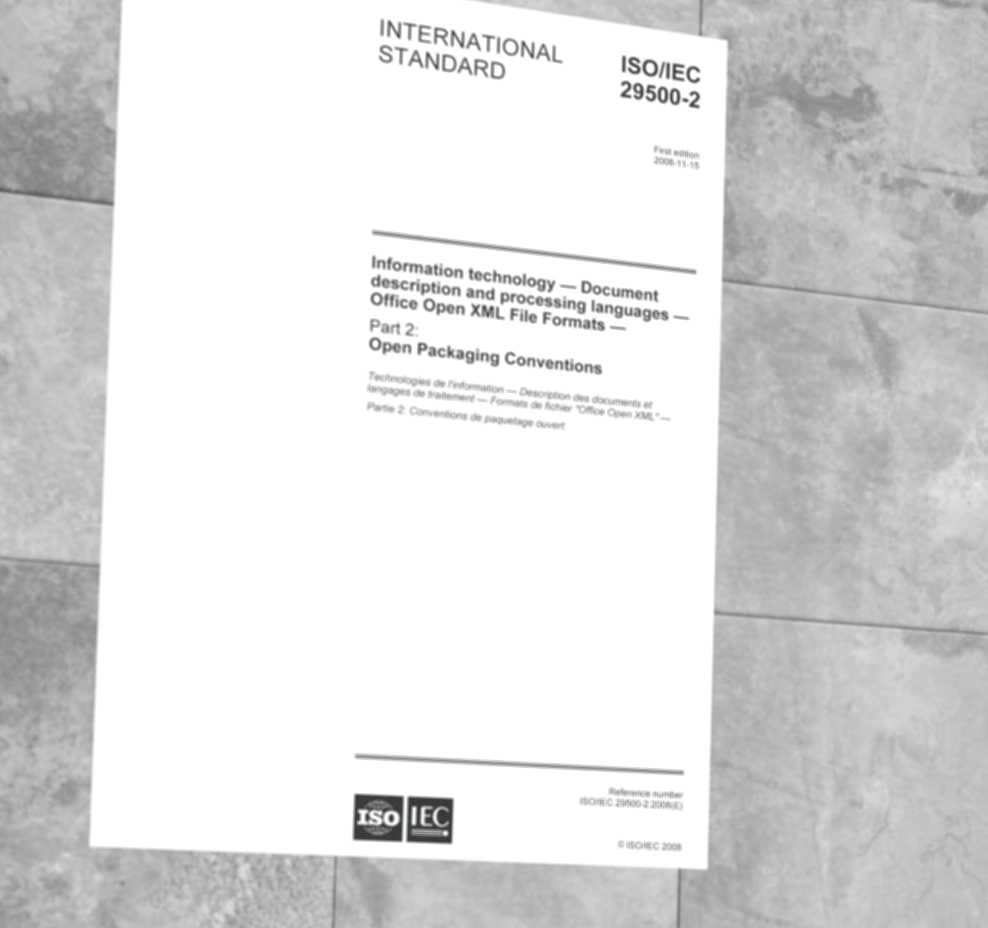 INTERNATIONAL
STANDARD
ISO/IEC
29500-2
First edition
2008-11-15
Information technology — Document
description and processing languages —
Office Open XML File Formats —
Part 2:
Open Packaging Conventions
Technologies de l'information — Description des documents et
langages de traitement — Formats de fichier "Office Open XML" —
Partie 2: Conventions de paquetage ouvert
Reference number
ISO/IEC 29500-2:2008(E)
ISO IEC
© ISO/IEC 2008